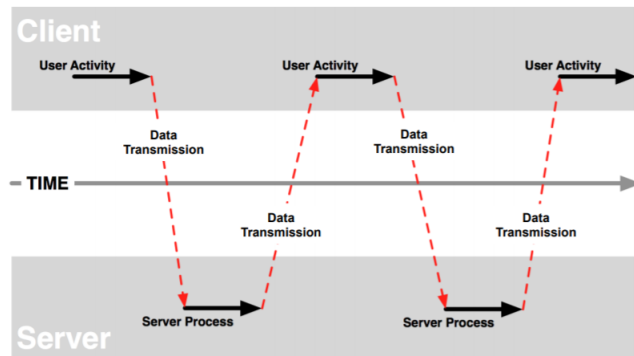 Client
User Activity
User Activity
User Activity
Data
Transmission
Data
Transmission
TIME
Data
Transmission
Data
Transmission
Server Process
Server Process
Server